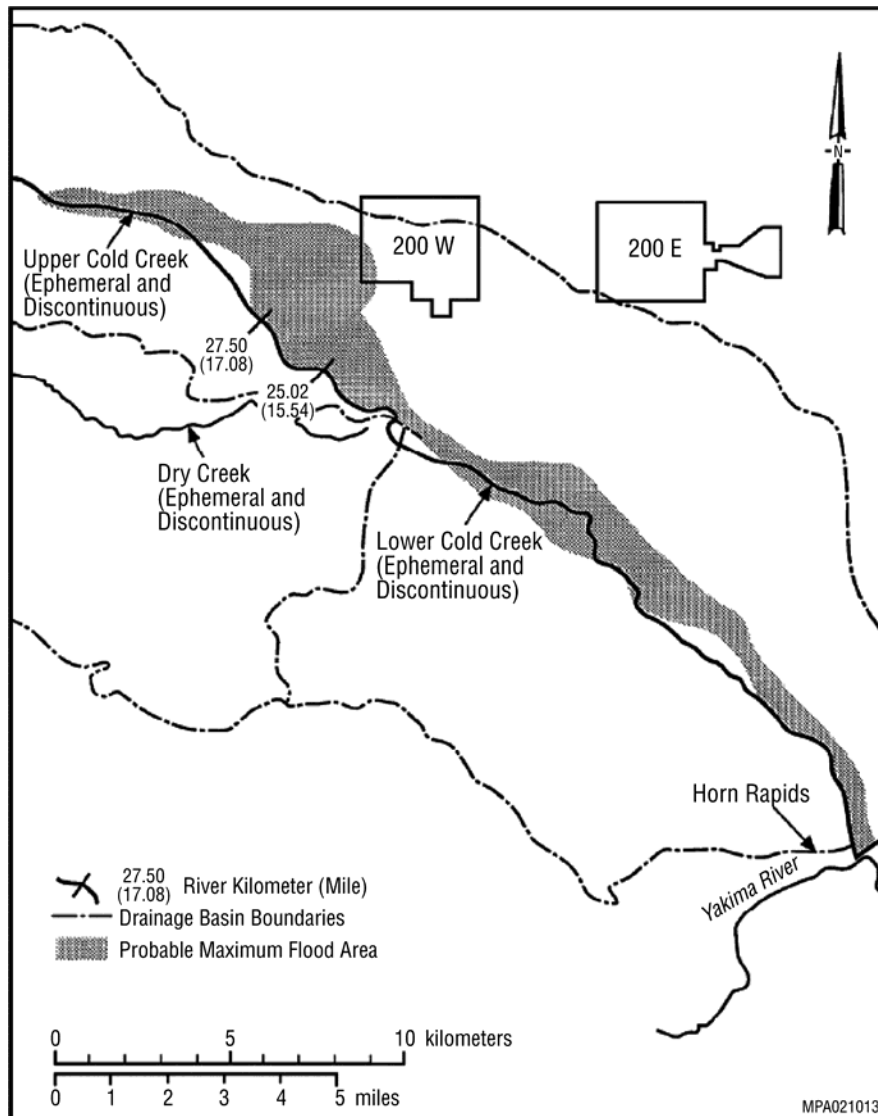 N
200 W
200 E
Upper Cold Creek
(Ephemeral and
Discontinuous)
27.50
(17.08)
25.02
(15.54)
Dry Creek
(Ephemeral and
Discontinuous)
Lower Cold Creek
(Ephemeral and
Discontinuous)
Horn Rapids
Yakima River
27.50
(17.08)
River Kilometer (Mile)
Drainage Basin Boundaries
Probable Maximum Flood Area
0 5 10 kilometers
0 1 2 3 4 5 miles
MPA021013